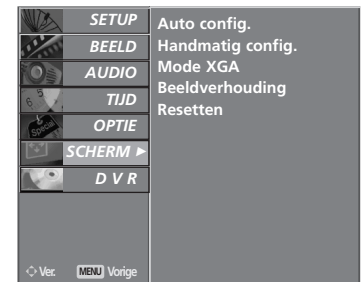 SETUP
BEELD
AUDIO
TIJD
OPTIE
SCHERM ►
D V R
Auto config.
Handmatig config.
Mode XGA
Beeldverhouding
Resetten
Ver. MENU Vorige